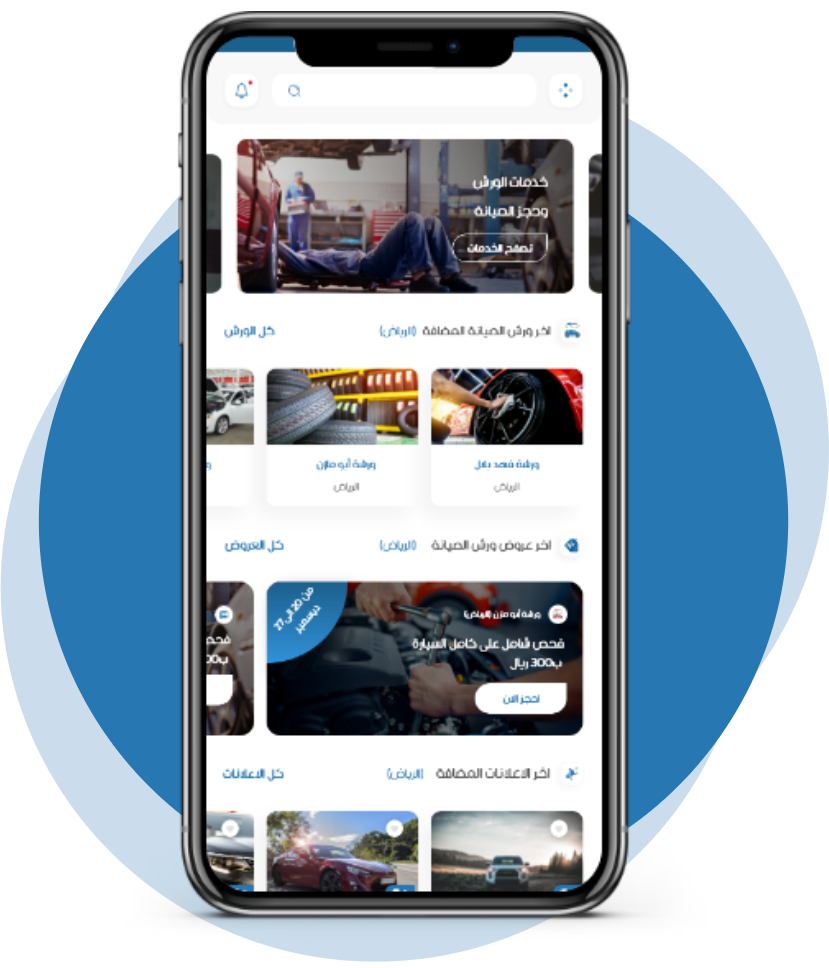 خدمات الورش
وحجز الصيانة
تصفح الخدمات
اخر ورش الصيانة المضافة (الرياض)
كل الورش
ورشة فهد بلال
الرياض
ورشة أبو مازن
الرياض
اخر عروض ورش الصيانة (الرياض)
كل العروض
ورشة أبو مازن (الرياض)
فحص شامل على كامل السيارة
ب300 ريال
احجز الان
من 20 الى 27
ديسمبر
اخر الاعلانات المضافة (الرياض)
كل الاعلانات